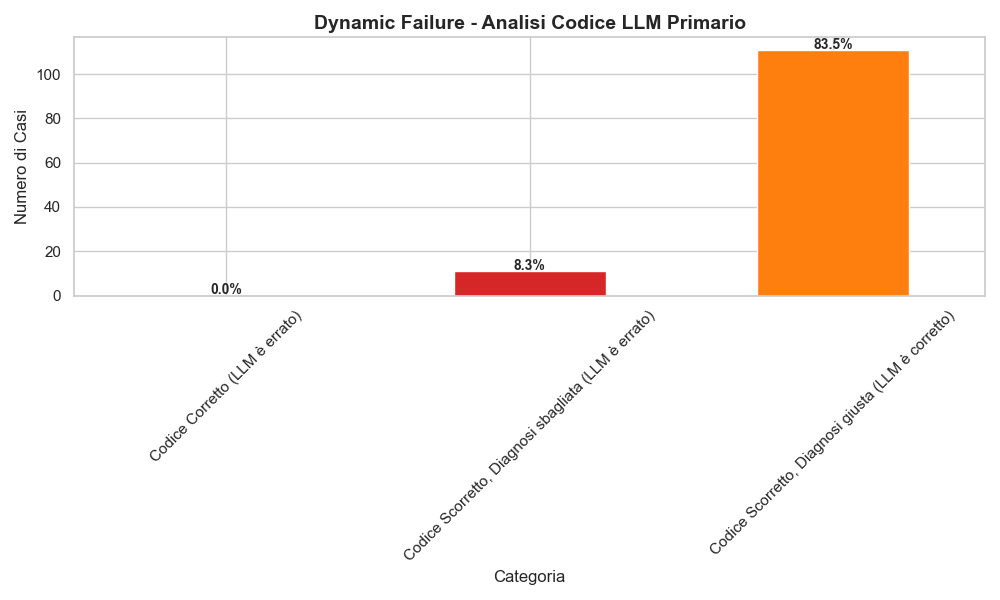 Dynamic Failure - Analisi Codice LLM Primario
Numero di Casi
100
80
60
40
20
0
0.0%
8.3%
83.5%
Codice Corretto (LLM è errato)
Codice Scorretto, Diagnosi sbagliata (LLM è errato)
Codice Scorretto, Diagnosi giusta (LLM è corretto)
Categoria